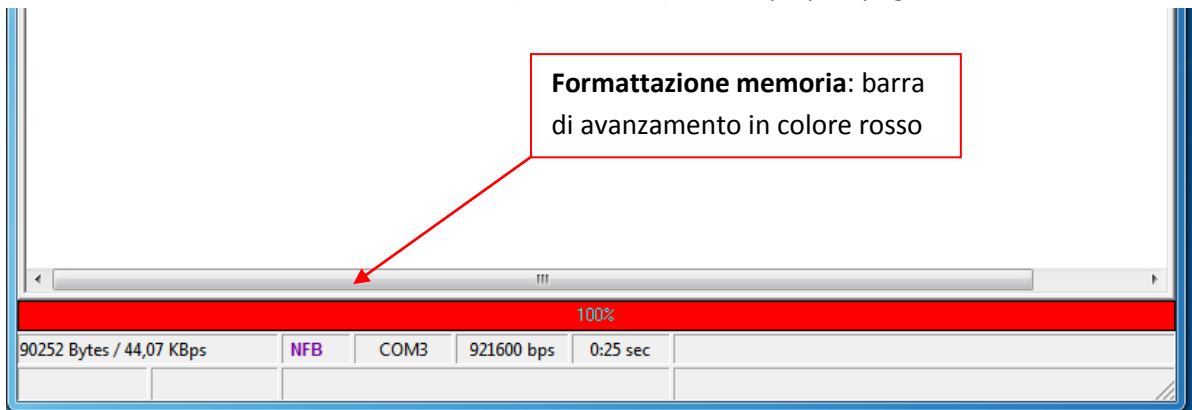 Formattazione memoria: barra
di avanzamento in colore rosso
100%
90252 Bytes / 44,07 KBps NFB COM3 921600 bps 0:25 sec